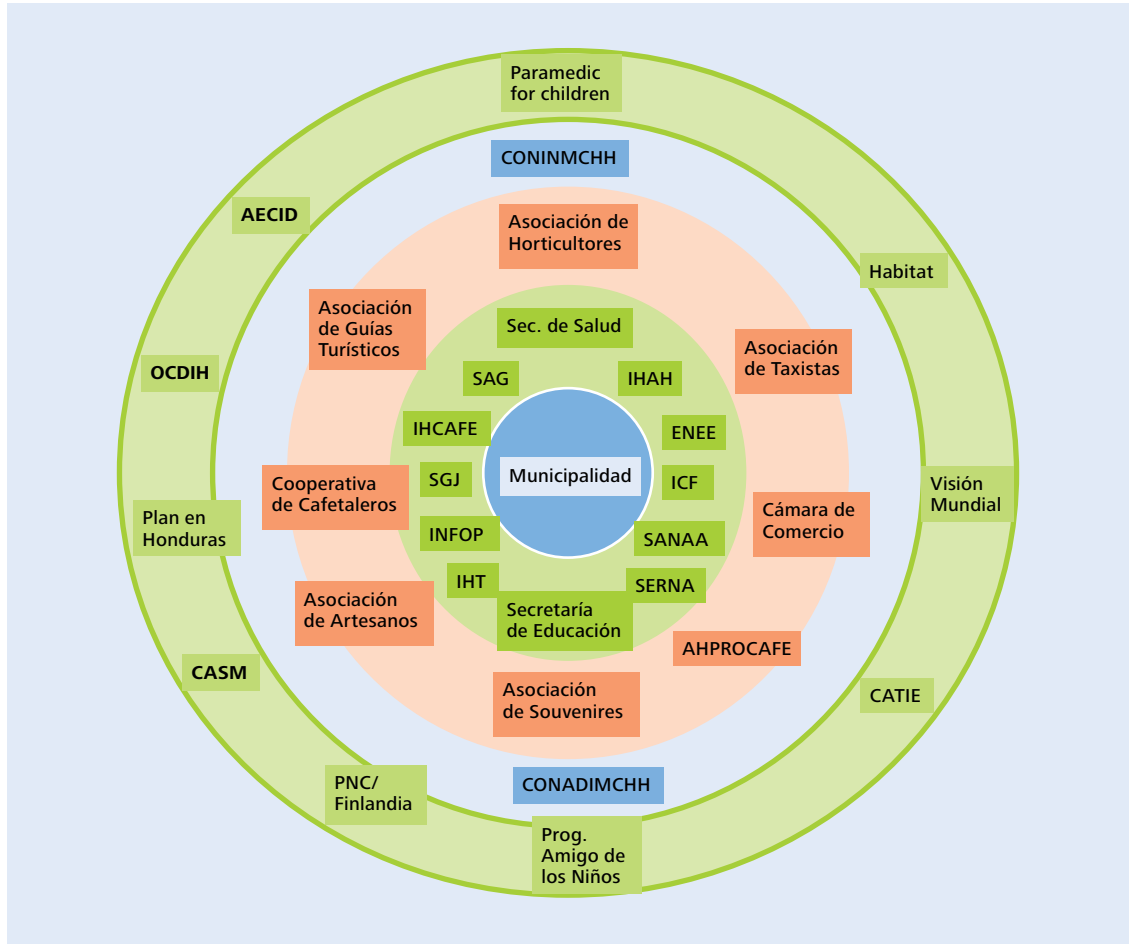 Paramedic
for children
CONINMCHH
AECID
Asociación de
Horticultores
Habitat
Asociación
de Guías
Turísticos
Sec. de Salud
Asociación
de Taxistas
OCDIH
SAG
IHAH
IHCAFE
ENEE
Municipalidad
SGJ
ICF
Cooperativa
de Cafetaleros
Visión
Mundial
Plan en
Honduras
Cámara de
Comercio
INFOP
SANAA
IHT
SERNA
Asociación
de Artesanos
Secretaría
de Educación
AHPROCAFE
CASM
Asociación
de Souvenires
CATIE
PNC/
Finlandia
CONADIMCHH
Prog.
Amigo de
los Niños